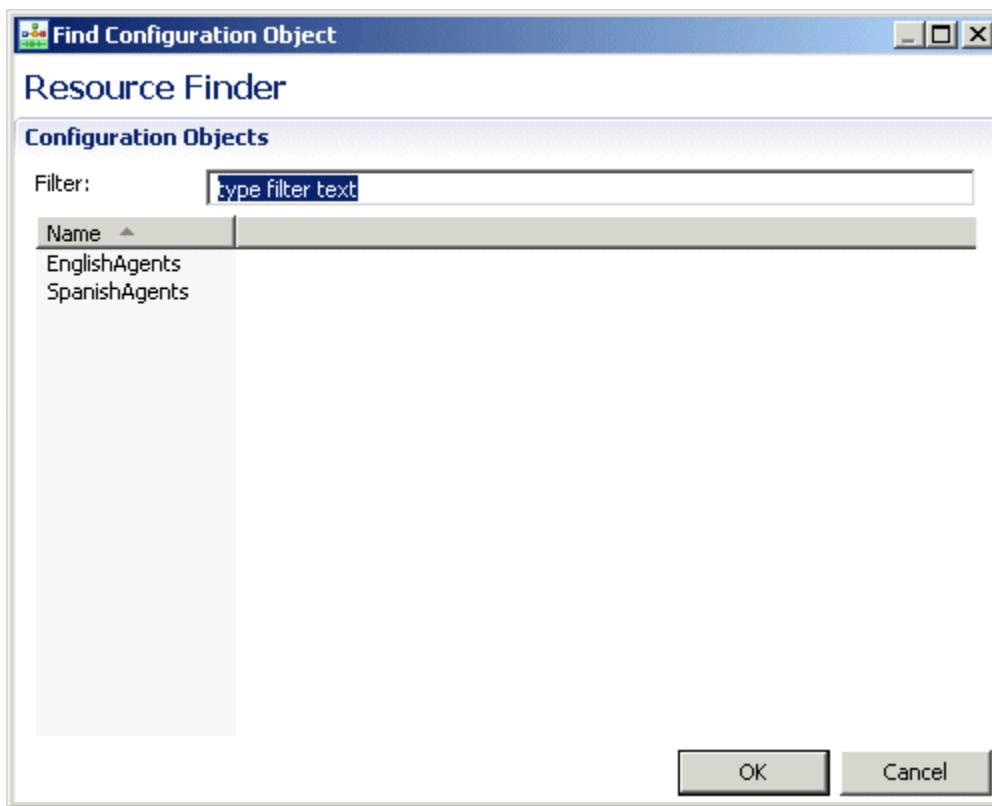 Find Configuration Object
Resource Finder
Configuration Objects
Filter: type filter text
Name
EnglishAgents
SpanishAgents
OK Cancel